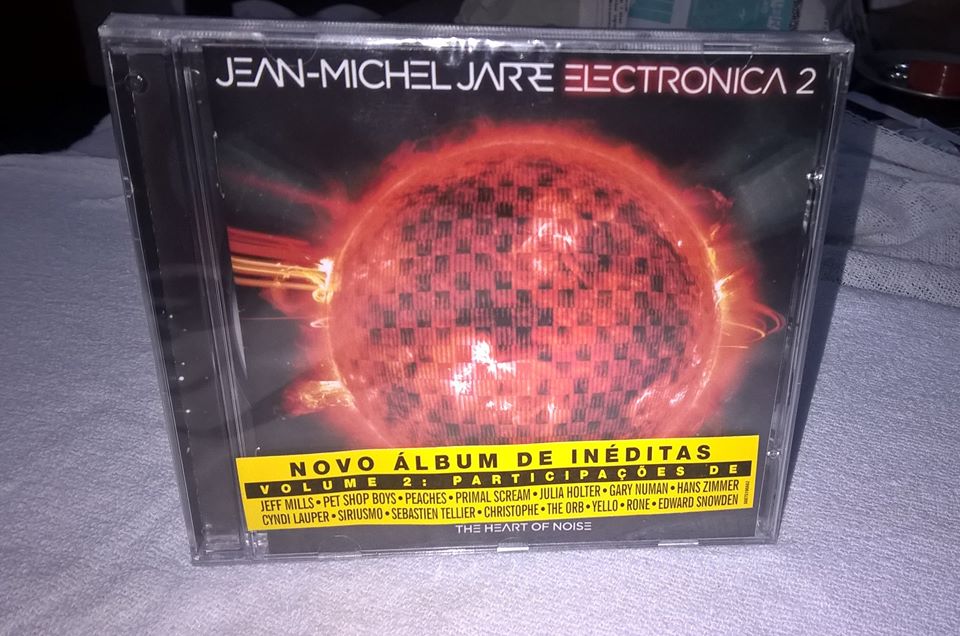 JEAN-MICHEL JARRE ELECTRONICA 2
NOVO ÁLBUM DE INÉDITAS
VOLUME 2: PARTICIPAÇÕES DE
JEFF MILLS • PET SHOP BOYS • PEACHES • PRIMAL SCREAM • JULIA HOLTER • GARY NUMAN • HANS ZIMMER
CYNDI LAUPER • SIRIUSMO • SEBASTIEN TELLIER • CHRISTOPHE • THE ORB • YELLO • RONE • EDWARD SNOWDEN
THE HEART OF NOISE